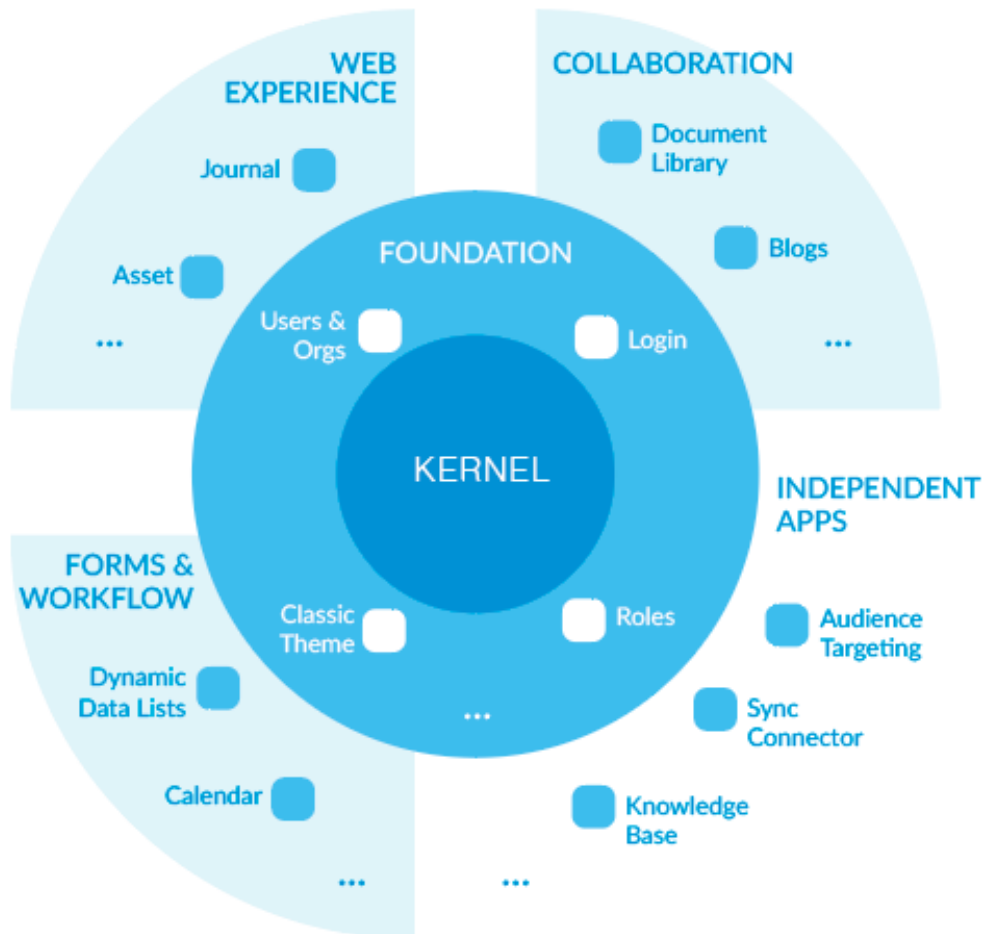 WEB
EXPERIENCE
Journal
Asset
...
COLLABORATION
Document
Library
Blogs
...
FOUNDATION
Users &
Orgs
Login
KERNEL
Classic
Theme
Roles
...
FORMS &
WORKFLOW
Dynamic
Data Lists
Calendar
...
INDEPENDENT
APPS
Audience
Targeting
Sync
Connector
Knowledge
Base
...